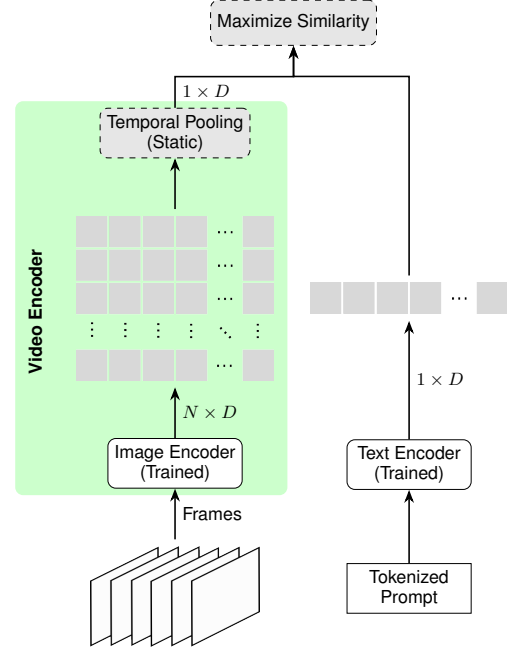 Maximize Similarity
1 × D
Temporal Pooling
(Static)
Video Encoder
N × D
1 × D
Image Encoder
(Trained)
Text Encoder
(Trained)
Frames
Tokenized
Prompt